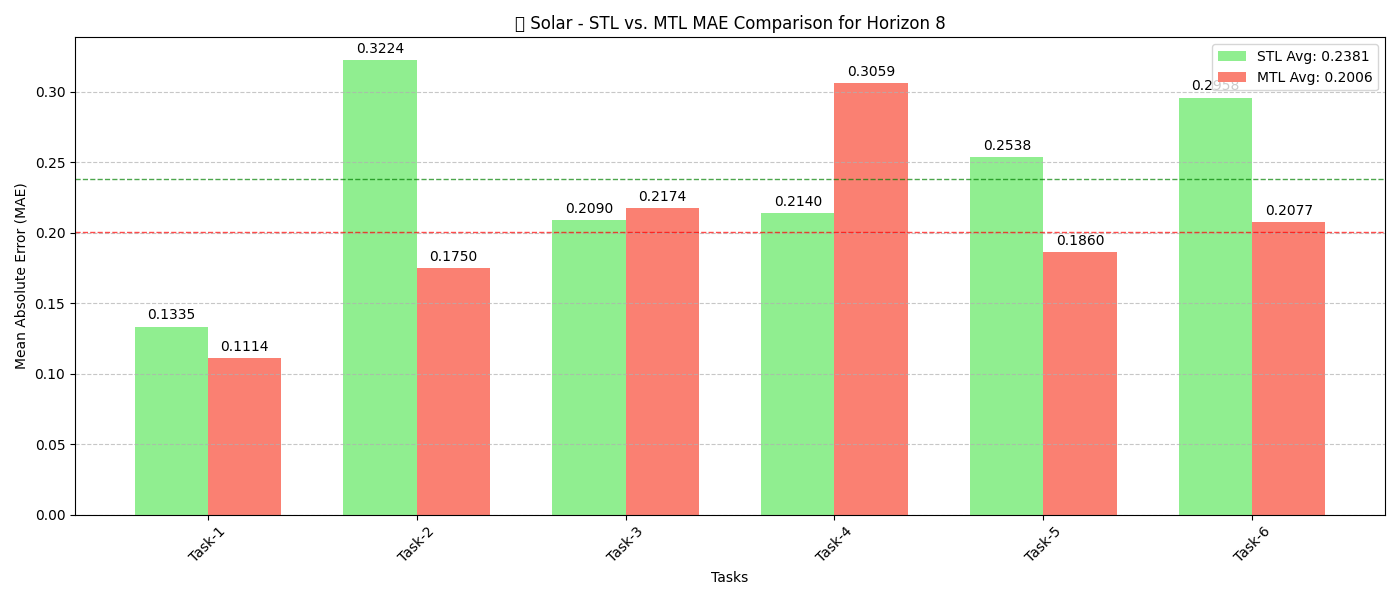 Solar - STL vs. MTL MAE Comparison for Horizon 8
STL Avg: 0.2381
MTL Avg: 0.2006
Mean Absolute Error (MAE)
0.30
0.25
0.20
0.15
0.10
0.05
0.00
0.1335
0.1114
0.3224
0.1750
0.2090
0.2174
0.2140
0.3059
0.2538
0.1860
0.2958
0.2077
Task-1
Task-2
Task-3
Task-4
Task-5
Task-6
Tasks